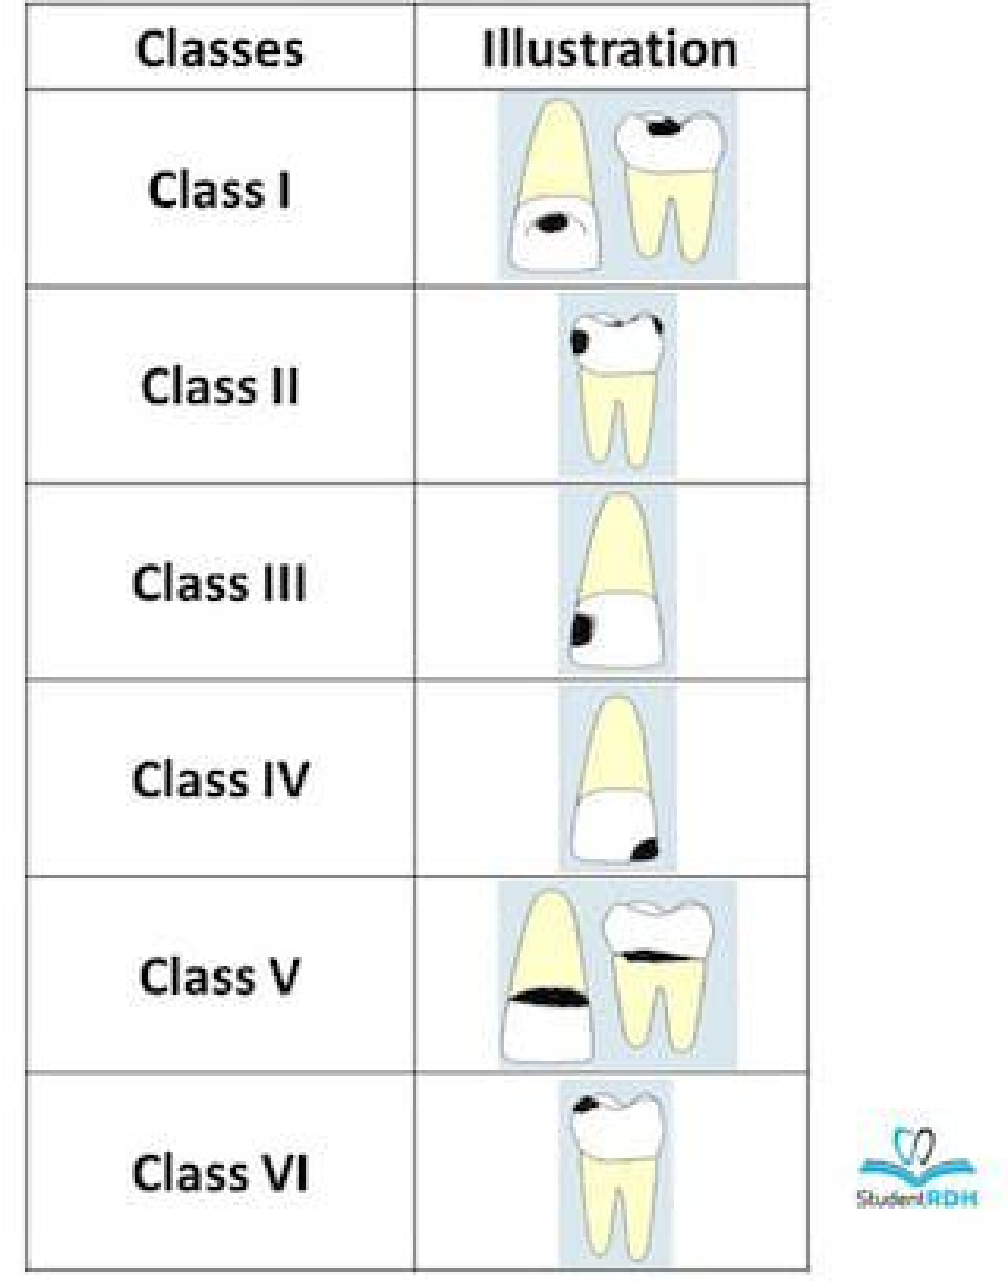 Classes Illustration
Class I
Class II
Class III
Class IV
Class V
Class VI
StudentRDH